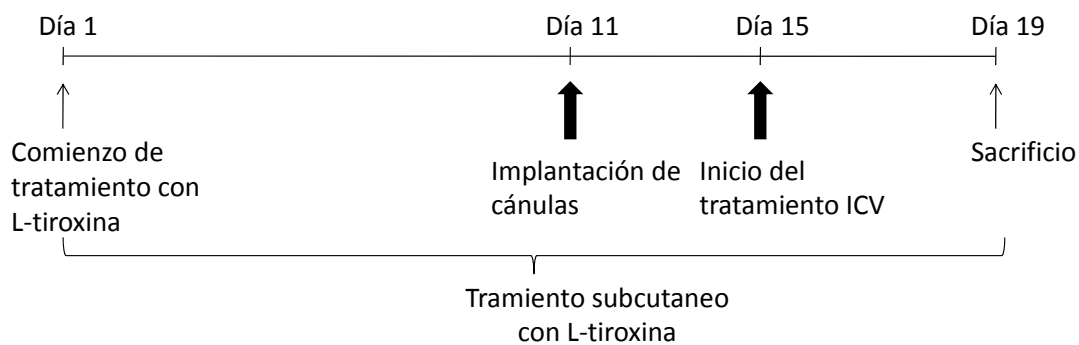 Día 1
Día 11
Día 15
Día 19
Comienzo de
tratamiento con
L-tiroxina
Implantación de
cánulas
Inicio del
tratamiento ICV
Sacrificio
Tramiento subcutaneo
con L-tiroxina